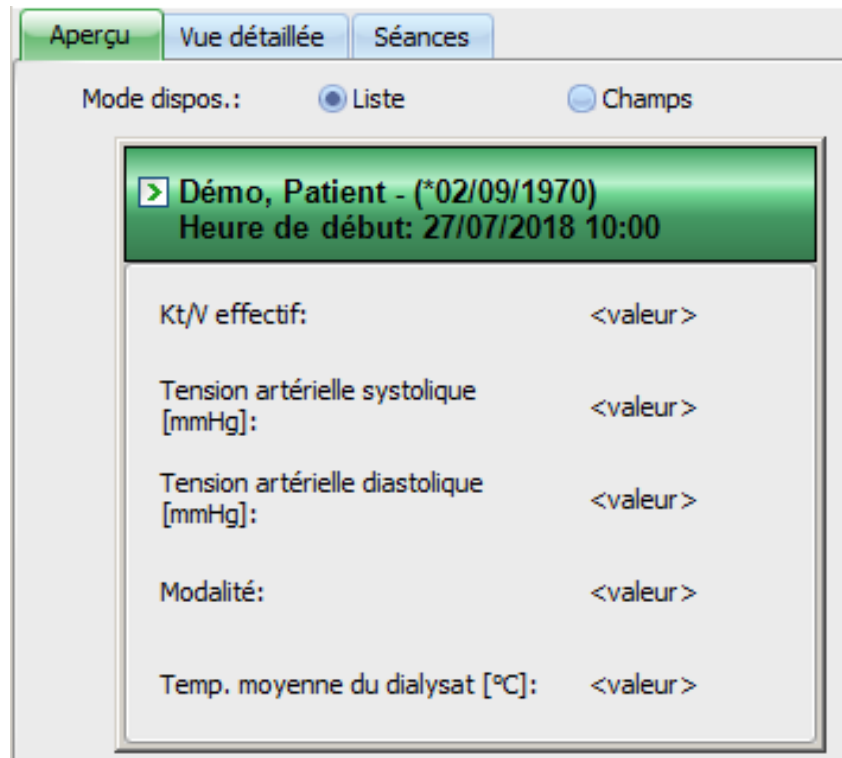 Aperçu Vue détaillée Séances
Mode dispos.: Liste Champs
Démo, Patient - (*02/09/1970)
Heure de début: 27/07/2018 10:00
Kt/V effectif: <valeur>
Tension artérielle systolique
[mmHg]: <valeur>
Tension artérielle diastolique
[mmHg]: <valeur>
Modalité: <valeur>
Temp. moyenne du dialysat [°C]: <valeur>